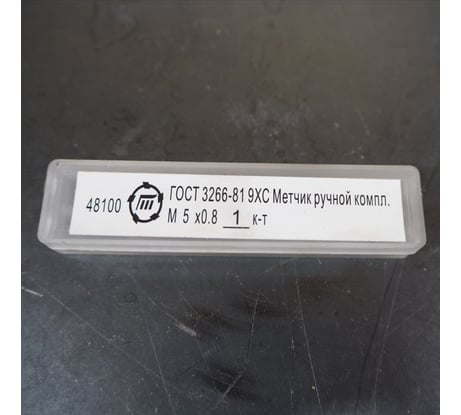 48100 ГОСТ 3266-81 9ХС Метчик ручной компл.
М 5 х0.8 1 к-т